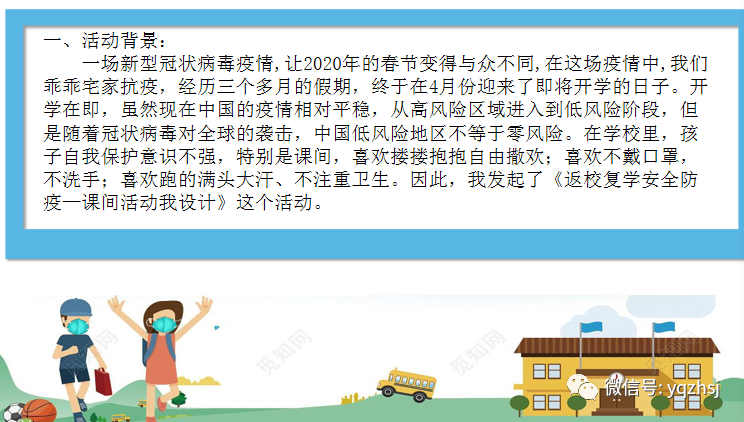 一、活动背景:
一场新型冠状病毒疫情,让2020年的春节变得与众不同,在这场疫情中,我们
乖乖宅家抗疫，经历三个多月的假期，终于在4月份迎来了即将开学的日子。开
学在即，虽然现在中国的疫情相对平稳，从高风险区域进入到低风险阶段，但
是随着冠状病毒对全球的袭击，中国低风险地区不等于零风险。在学校里，孩
子自我保护意识不强，特别是课间，喜欢搂搂抱抱自由撒欢；喜欢不戴口罩，
不洗手；喜欢跑的满头大汗、不注重卫生。因此，我发起了《返校复学安全防
疫—课间活动我设计》这个活动。
觅知网
觅知网
觅知网
微信号: yqzhsj